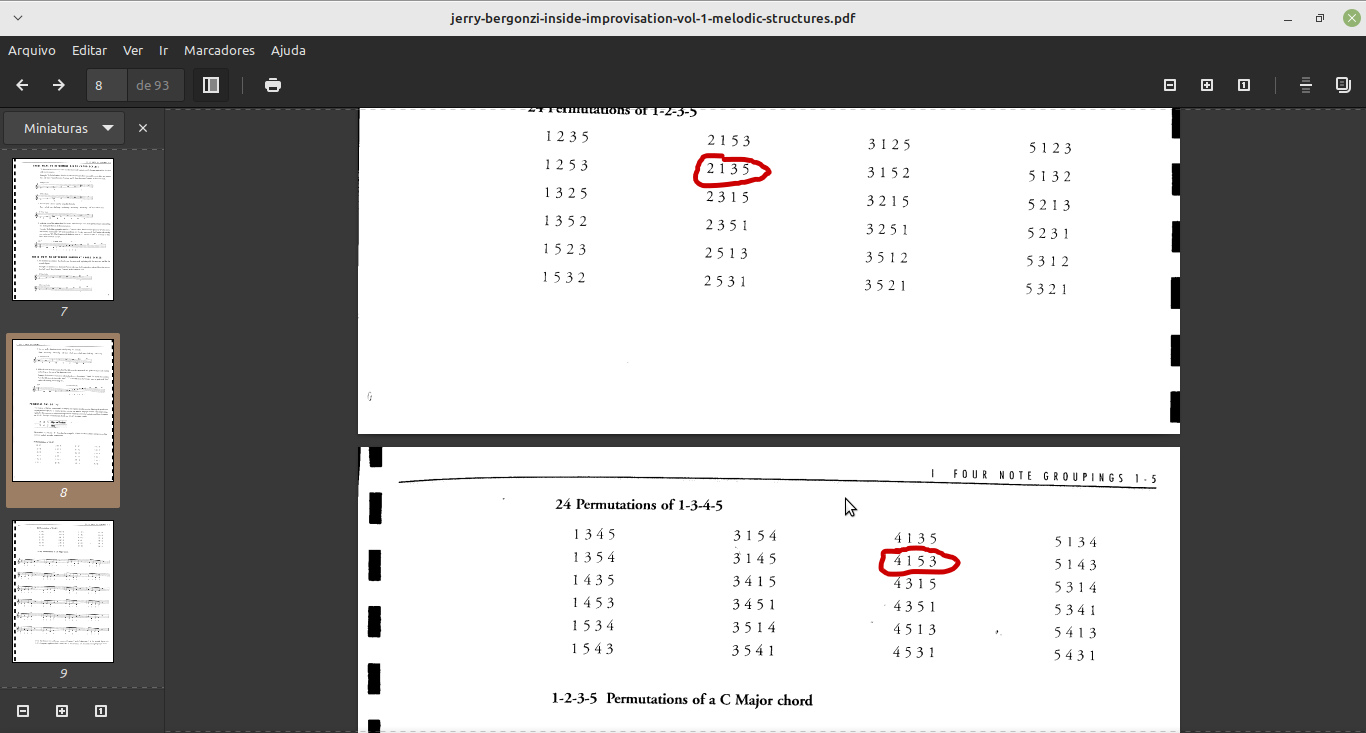 jerry-bergonzi-inside-improvisation-vol-1-melodic-structures.pdf
Arquivo Editar Ver Ir Marcadores Ajuda
8 de 93
Miniaturas
7
8
9
24 Permutations of 1-2-3-5
1 2 3 5 2 1 5 3 3 1 2 5 5 1 2 3
1 2 5 3 2 1 3 5 3 1 5 2 5 1 3 2
1 3 2 5 2 3 1 5 3 2 1 5 5 2 1 3
1 3 5 2 2 3 5 1 3 2 5 1 5 2 3 1
1 5 2 3 2 5 1 3 3 5 1 2 5 3 1 2
1 5 3 2 2 5 3 1 3 5 2 1 5 3 2 1
I FOUR NOTE GROUPINGS 1-5
24 Permutations of 1-3-4-5
1 3 4 5 3 1 5 4 4 1 3 5 5 1 3 4
1 3 5 4 3 1 4 5 4 1 5 3 5 1 4 3
1 4 3 5 3 4 1 5 4 3 1 5 5 3 1 4
1 4 5 3 3 4 5 1 4 3 5 1 5 3 4 1
1 5 3 4 3 5 1 4 4 5 1 3 5 4 1 3
1 5 4 3 3 5 4 1 4 5 3 1 5 4 3 1
1-2-3-5 Permutations of a C Major chord